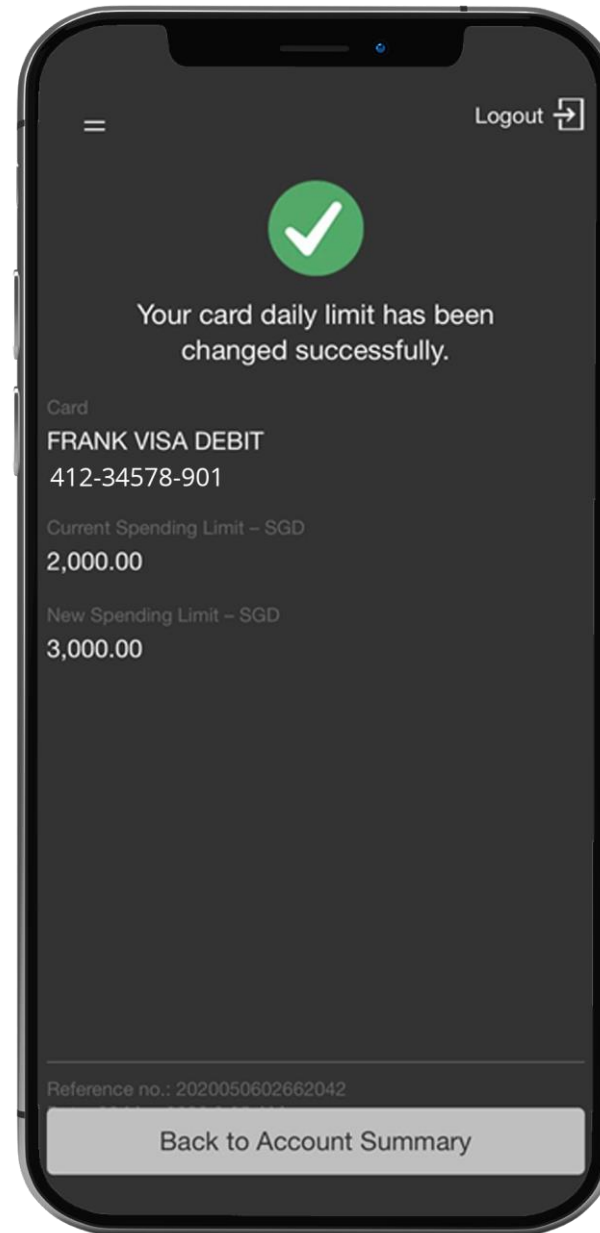 Logout
Your card daily limit has been
changed successfully.
Card
FRANK VISA DEBIT
412-34578-901
Current Spending Limit – SGD
2,000.00
New Spending Limit – SGD
3,000.00
Reference no.: 2020050602662042
Back to Account Summary